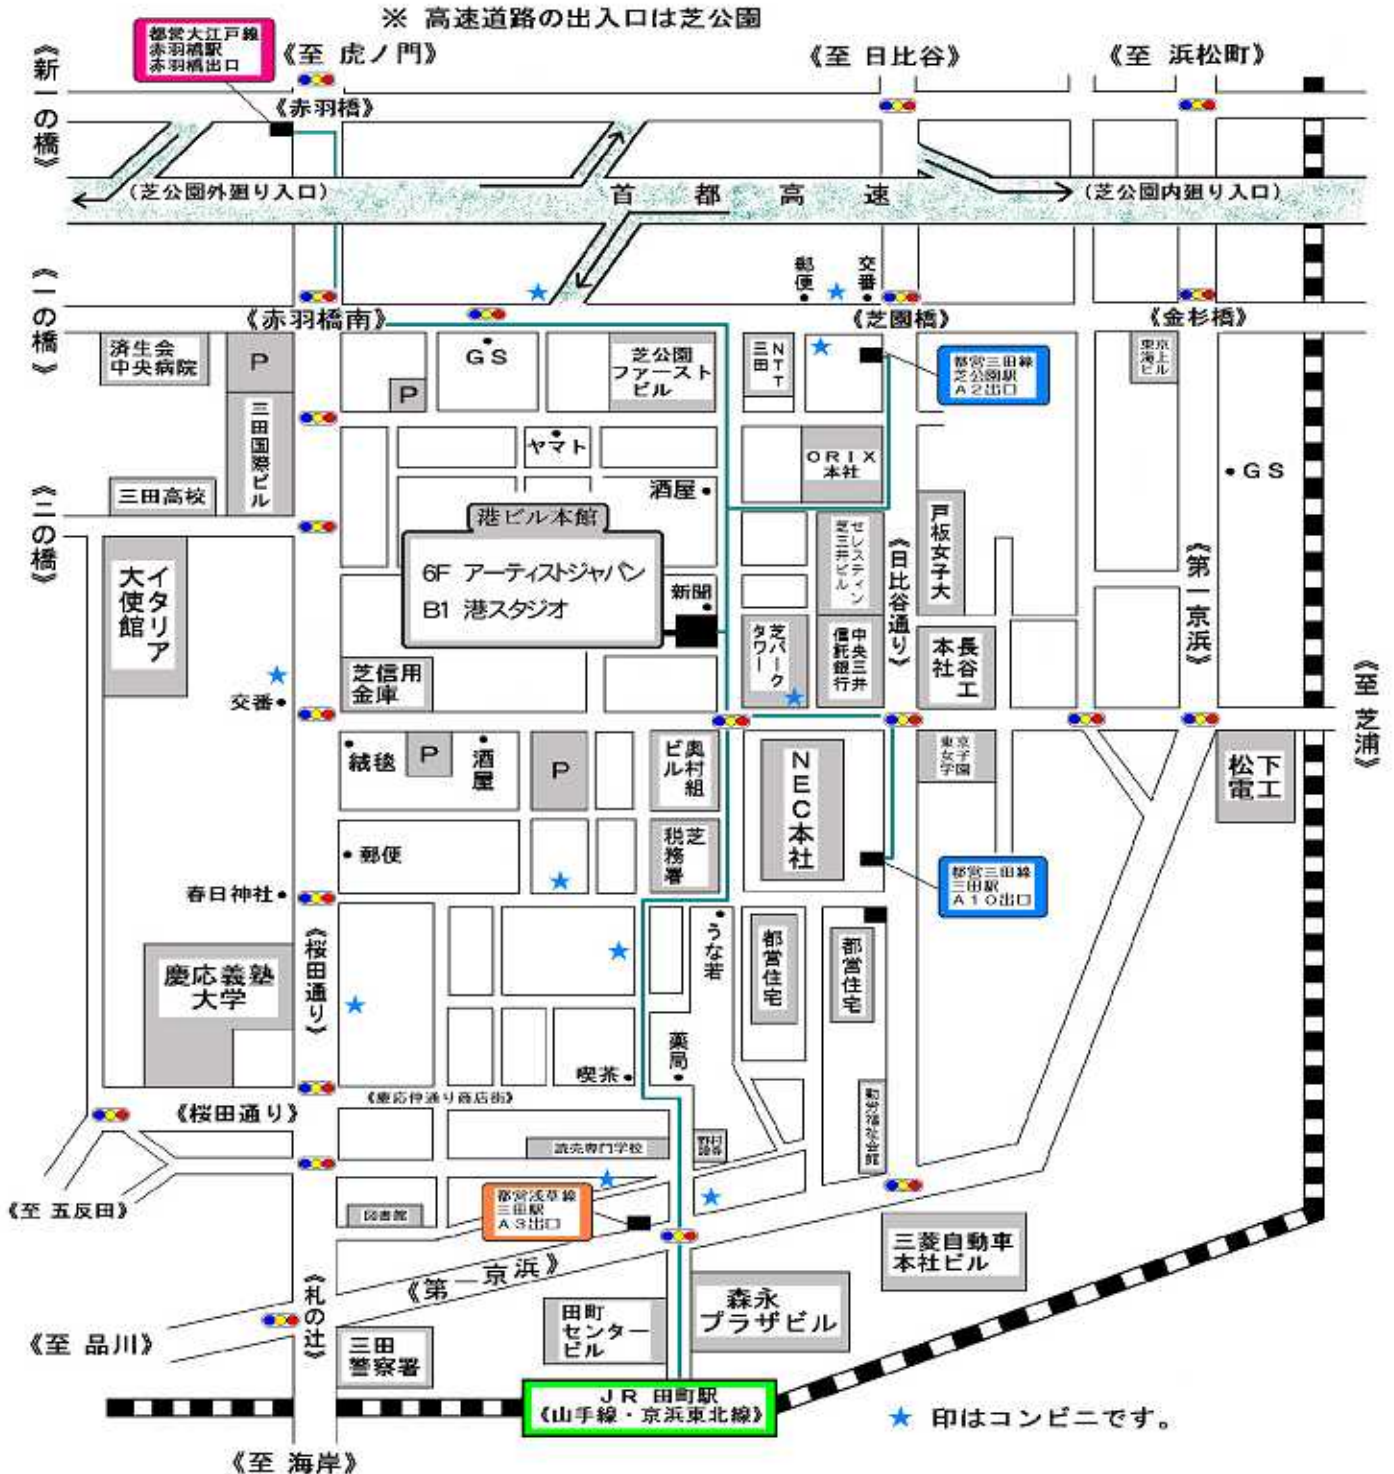 ※ 高速道路の出入口は芝公園
都営大江戸線
赤羽橋駅
赤羽橋出口
《至 虎ノ門》
《至 日比谷》
《至 浜松町》
《新一の橋》
《赤羽橋》
(芝公園外廻り入口)
首都高速
(芝公園内廻り入口)
《一の橋》
郵便
交番
《赤羽橋南》
《芝園橋》
《金杉橋》
済生会
中央病院
P
GS
P
芝公園
ファースト
ビル
NTT
三田
都営三田線
芝公園駅
A2出口
東京
海上
ビル
三田国際ビル
ヤマト
ORIX
本社
GS
《二の橋》
三田高校
酒屋
港ビル本館
6F アーティストジャパン
B1 港スタジオ
新聞
セレスティン
芝三井ビル
《日比谷通り》
戸板女子大
《第一京浜》
イタリア
大使館
芝パーク
タワー
中央三井
信託銀行
長谷工
本社
芝信用
金庫
交番
《至 芝浦》
絨毯
P
酒屋
P
奥村組
ビル
NEC本社
東京
女子
学園
松下
電工
郵便
芝
税務署
春日神社
都営三田線
三田駅
A10出口
《桜田通り》
うな若
都営住宅
都営住宅
慶応義塾
大学
薬局
喫茶
《桜田通り》
《慶応仲通り商店街》
勤労福祉会館
読売専門学校
野村
証券
《至 五反田》
図書館
都営浅草線
三田駅
A3出口
三菱自動車
本社ビル
《第一京浜》
《札の辻》
田町
センター
ビル
森永
プラザビル
《至 品川》
三田
警察署
JR 田町駅
《山手線・京浜東北線》
★ 印はコンビニです。
《至 海岸》